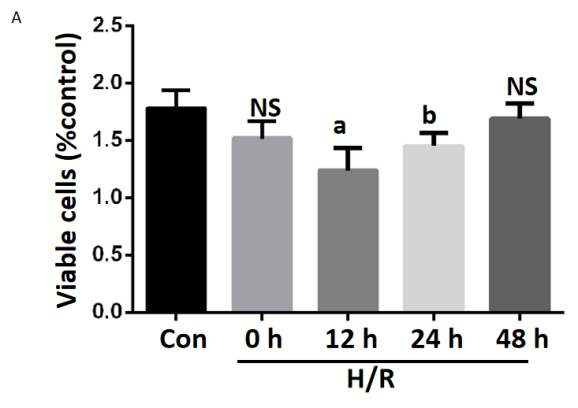 A
Viable cells (%control)
2.5
2.0
1.5
1.0
0.5
0.0
NS
a
b
NS
Con 0 h 12 h 24 h 48 h
H/R